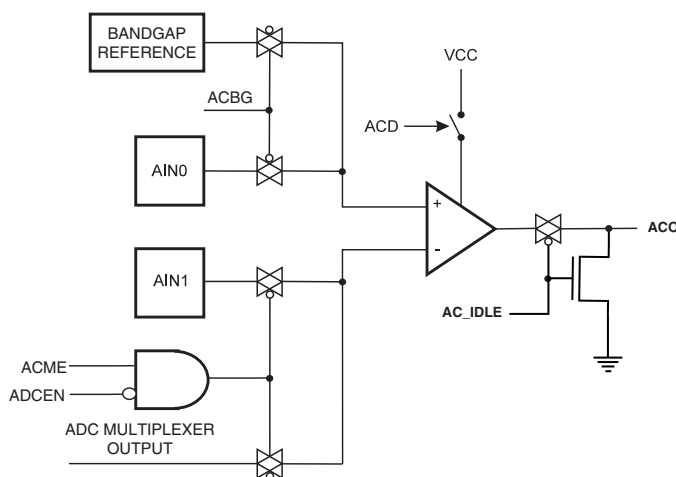 BANDGAP
REFERENCE
VCC
ACBG
ACD
AIN0
+
ACO
-
AIN1
AC_IDLE
ACME
ADCEN
ADC MULTIPLEXER
OUTPUT